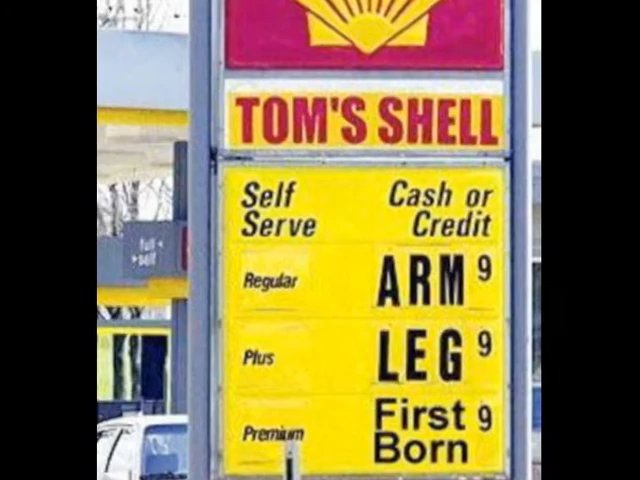 TOM'S SHELL
Self Serve
Cash or Credit
full
self
Regular
ARM 9
Plus
LEG 9
Premium
First Born 9